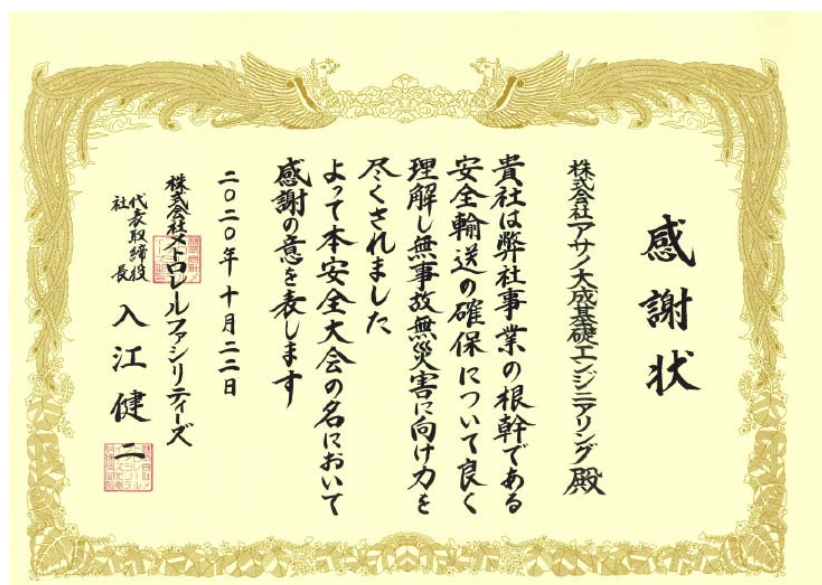 感謝状
株式会社アサノ大成基礎エンジニアリング 殿
貴社は弊社事業の根幹である
安全輸送の確保について良く
理解し無事故無災害に向け力を
尽くされました
よって本安全大会の名において
感謝の意を表します
二〇二〇年十月二二日
株式会社メトロレールファシリティーズ
代表取締役
社長
入江健二